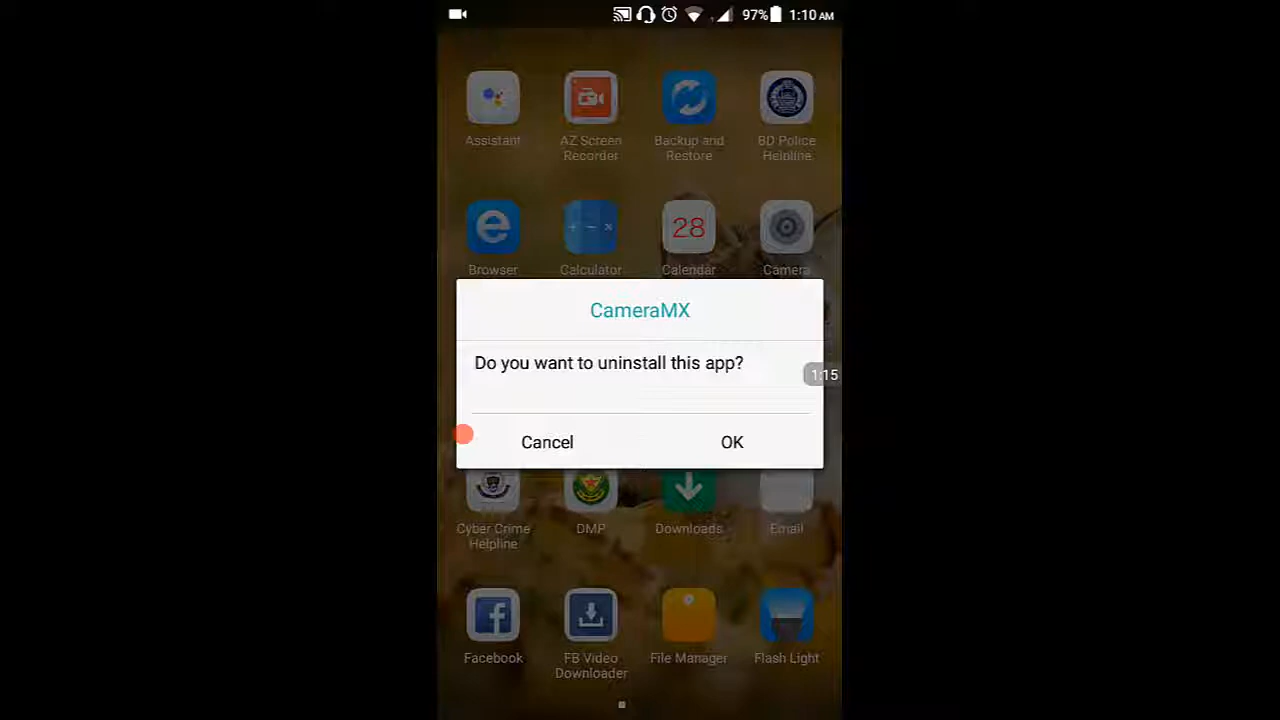 97% 1:10 AM
Assistant
AZ Screen
Recorder
Backup and
Restore
BD Police
Helpline
28
Browser
Calculator
Calendar
Camera
CameraMX
Do you want to uninstall this app?
1:15
Cancel
OK
Cyber Crime
Helpline
DMP
Downloads
Email
Facebook
FB Video
Downloader
File Manager
Flash Light